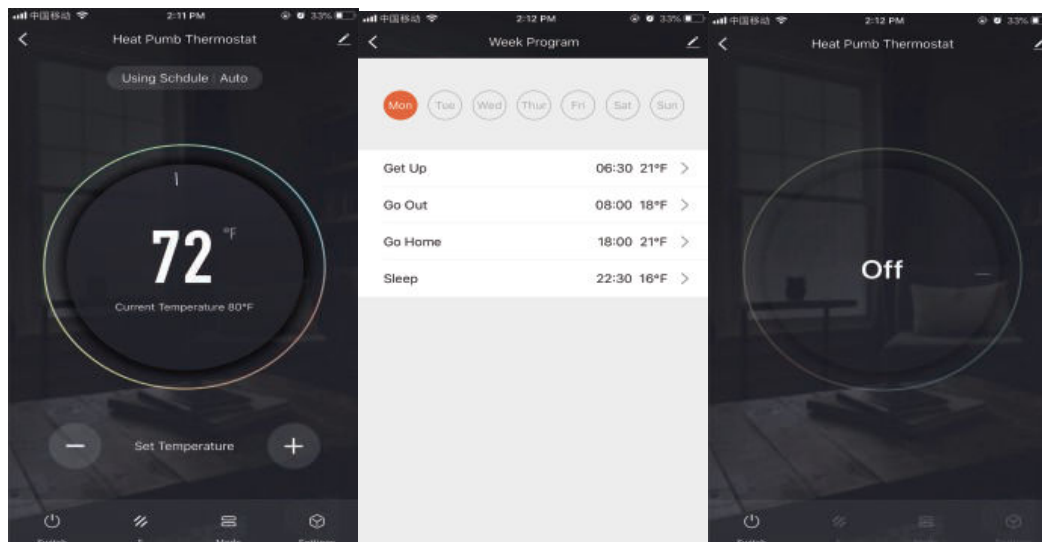 中国移动 2:11 PM 33%
Heat Pumb Thermostat
Using Schdule | Auto
72 °F
Current Temperature 80°F
Set Temperature
中国移动 2:12 PM 33%
Week Program
Mon Tue Wed Thur Fri Sat Sun
Get Up 06:30 21°F
Go Out 08:00 18°F
Go Home 18:00 21°F
Sleep 22:30 16°F
中国移动 2:12 PM 33%
Heat Pumb Thermostat
Off